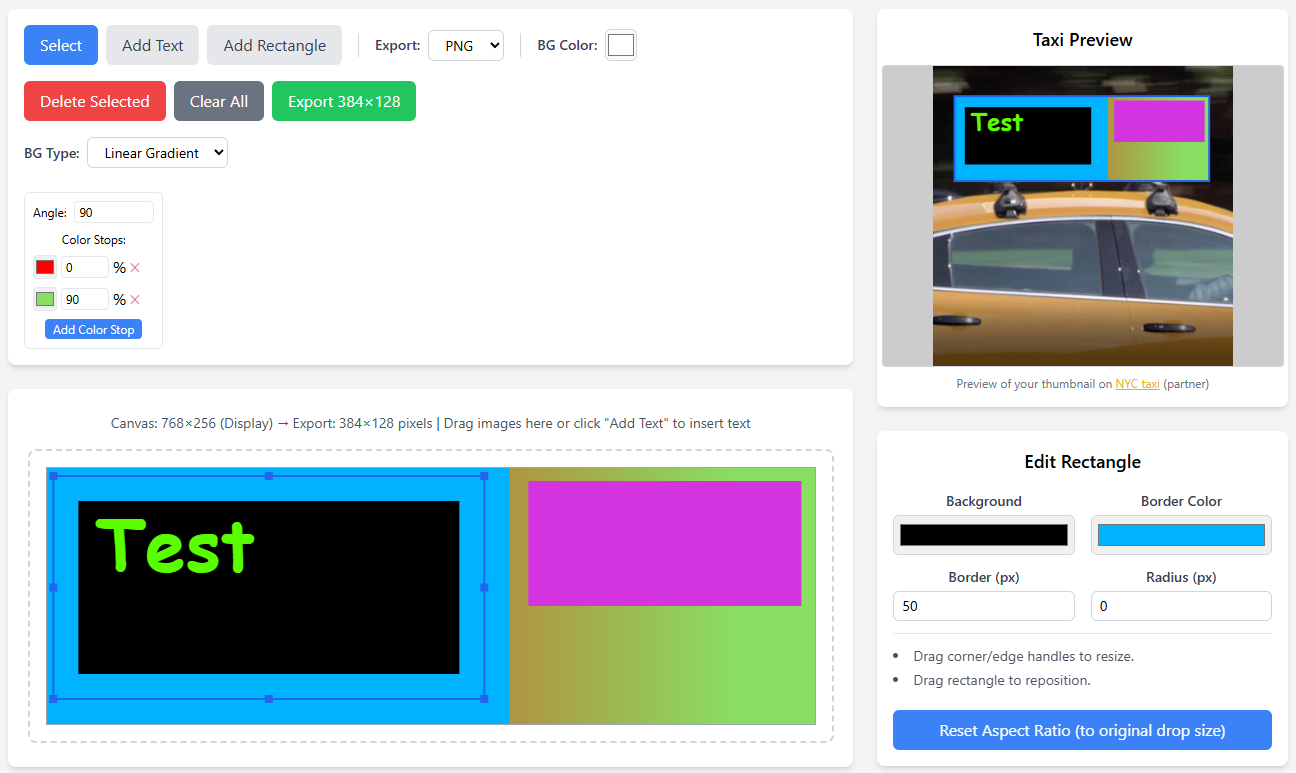 Select Add Text Add Rectangle Export: PNG BG Color:
Delete Selected Clear All Export 384×128
BG Type: Linear Gradient
Angle: 90
Color Stops:
0 % ×
90 % ×
Add Color Stop
Canvas: 768×256 (Display) → Export: 384×128 pixels | Drag images here or click "Add Text" to insert text
Test
Taxi Preview
Test
Preview of your thumbnail on NYC taxi (partner)
Edit Rectangle
Background Border Color
Border (px) Radius (px)
50 0
• Drag corner/edge handles to resize.
• Drag rectangle to reposition.
Reset Aspect Ratio (to original drop size)